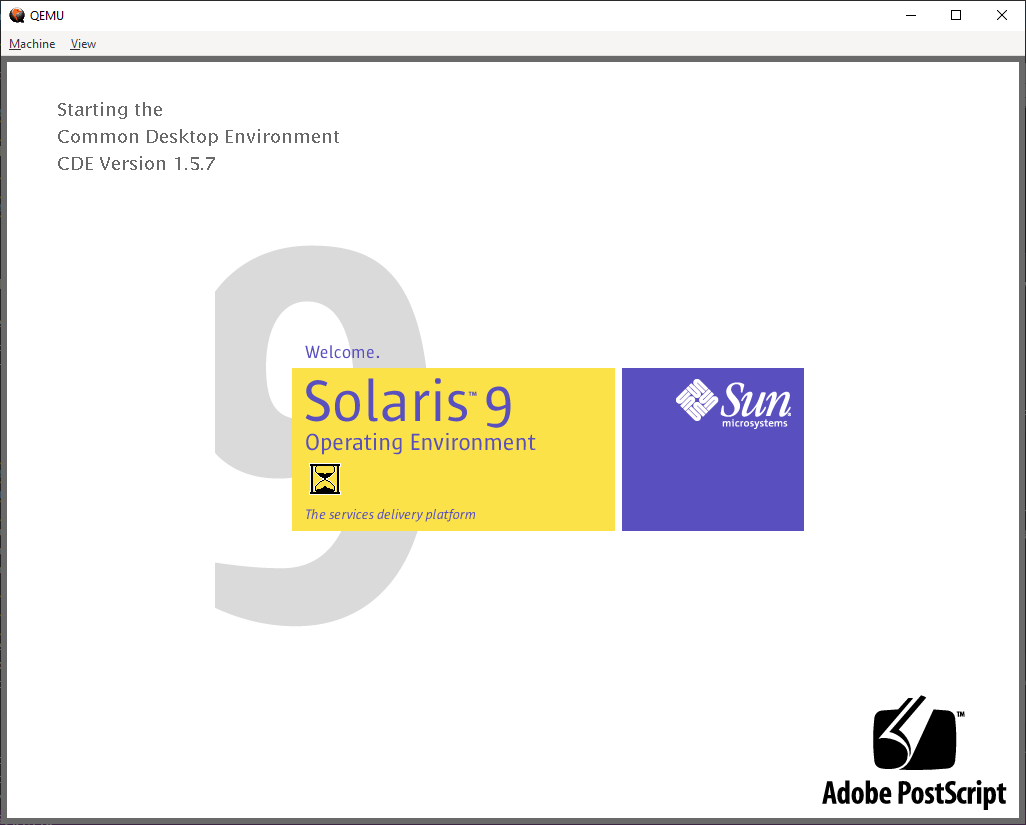 QEMU
Machine View
Starting the
Common Desktop Environment
CDE Version 1.5.7
Welcome.
Solaris™ 9
Operating Environment
The services delivery platform
Sun
microsystems
™
Adobe PostScript